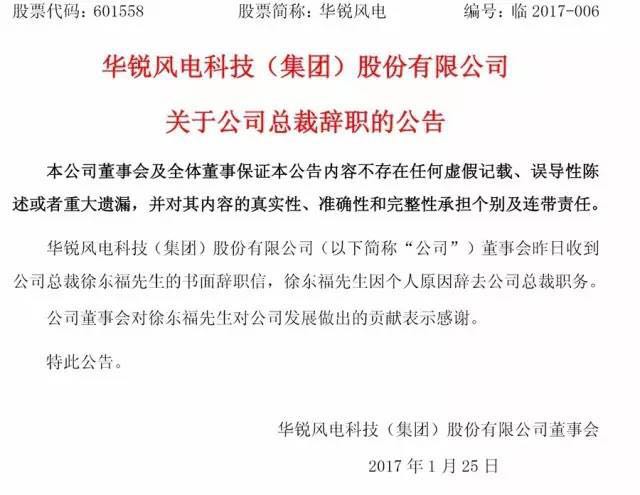 股票代码：601558 股票简称：华锐风电 编号：临 2017-006
华锐风电科技（集团）股份有限公司
关于公司总裁辞职的公告
本公司董事会及全体董事保证本公告内容不存在任何虚假记载、误导性陈
述或者重大遗漏，并对其内容的真实性、准确性和完整性承担个别及连带责任。
华锐风电科技（集团）股份有限公司（以下简称“公司”）董事会昨日收到
公司总裁徐东福先生的书面辞职信，徐东福先生因个人原因辞去公司总裁职务。
公司董事会对徐东福先生对公司发展做出的贡献表示感谢。
特此公告。
华锐风电科技（集团）股份有限公司董事会
2017 年 1 月 25 日